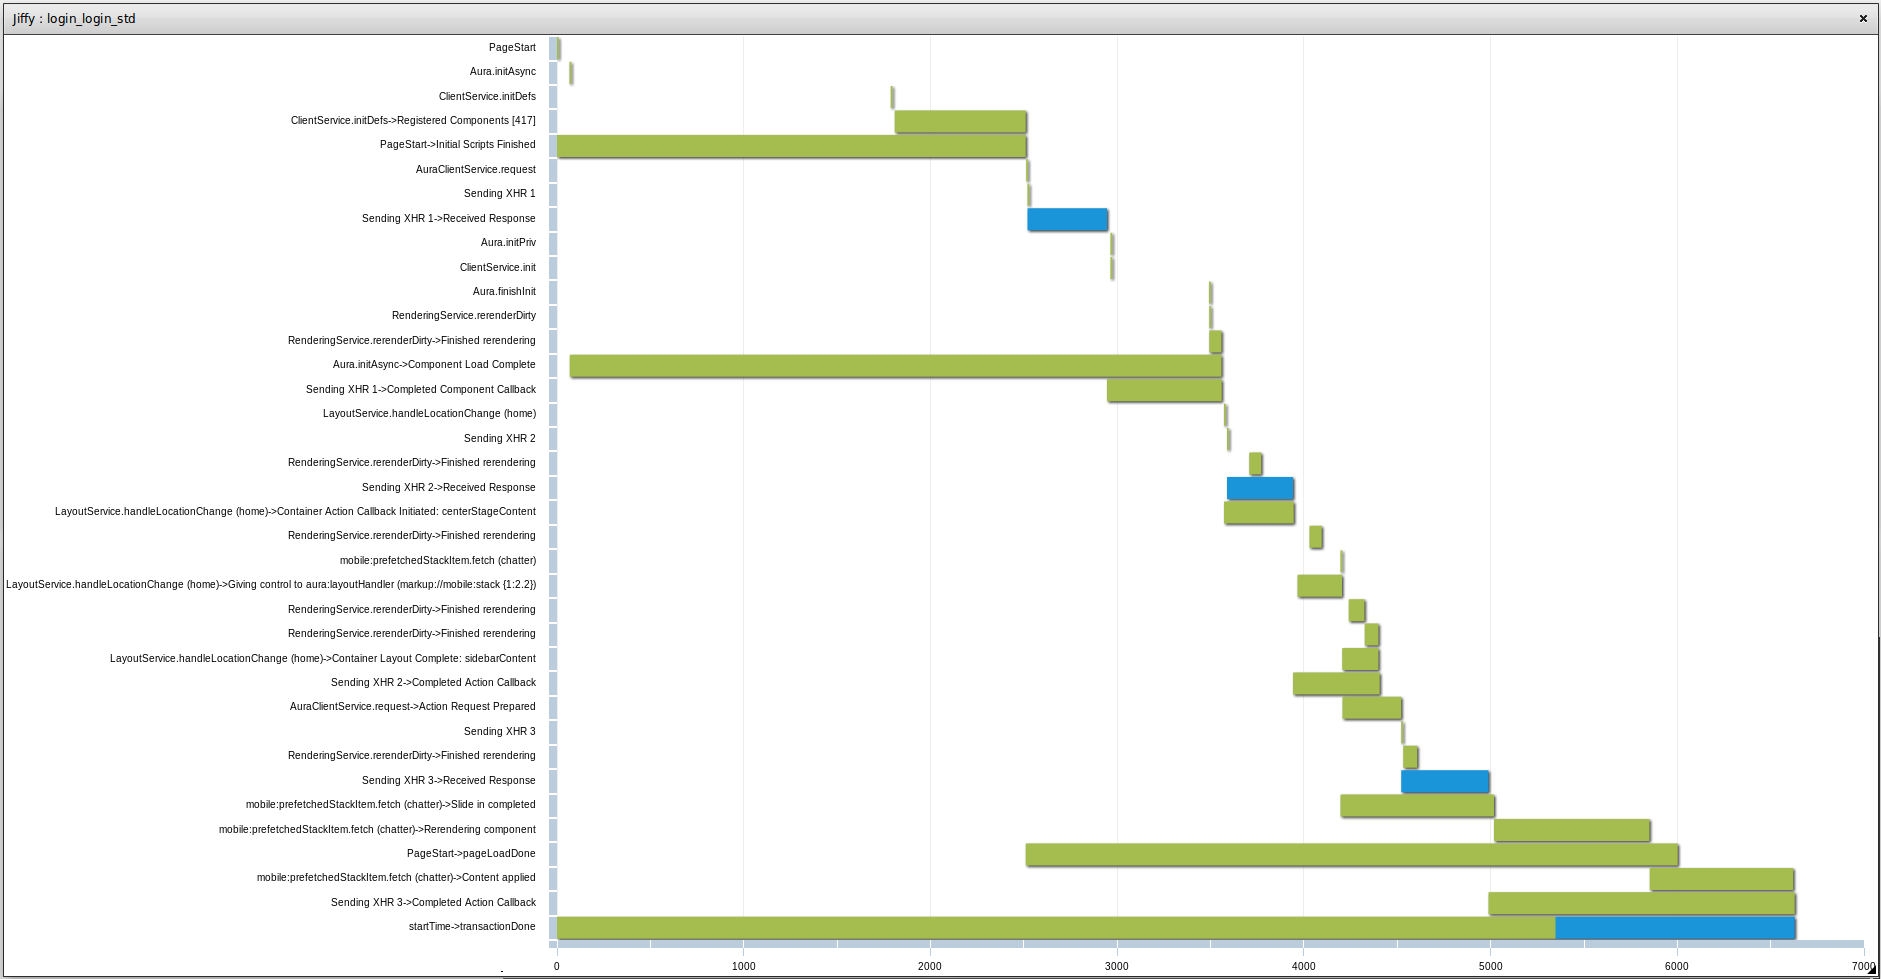 Jiffy : login_login_std
PageStart
Aura.initAsync
ClientService.initDefs
ClientService.initDefs->Registered Components [417]
PageStart->Initial Scripts Finished
AuraClientService.request
Sending XHR 1
Sending XHR 1->Received Response
Aura.initPriv
ClientService.init
Aura.finishInit
RenderingService.rerenderDirty
RenderingService.rerenderDirty->Finished rerendering
Aura.initAsync->Component Load Complete
Sending XHR 1->Completed Component Callback
LayoutService.handleLocationChange (home)
Sending XHR 2
RenderingService.rerenderDirty->Finished rerendering
Sending XHR 2->Received Response
LayoutService.handleLocationChange (home)->Container Action Callback Initiated: centerStageContent
RenderingService.rerenderDirty->Finished rerendering
mobile:prefetchedStackItem.fetch (chatter)
LayoutService.handleLocationChange (home)->Giving control to aura:layoutHandler (markup://mobile:stack {1:2.2})
RenderingService.rerenderDirty->Finished rerendering
RenderingService.rerenderDirty->Finished rerendering
LayoutService.handleLocationChange (home)->Container Layout Complete: sidebarContent
Sending XHR 2->Completed Action Callback
AuraClientService.request->Action Request Prepared
Sending XHR 3
RenderingService.rerenderDirty->Finished rerendering
Sending XHR 3->Received Response
mobile:prefetchedStackItem.fetch (chatter)->Slide in completed
mobile:prefetchedStackItem.fetch (chatter)->Rerendering component
PageStart->pageLoadDone
mobile:prefetchedStackItem.fetch (chatter)->Content applied
Sending XHR 3->Completed Action Callback
startTime->transactionDone
0 1000 2000 3000 4000 5000 6000 7000